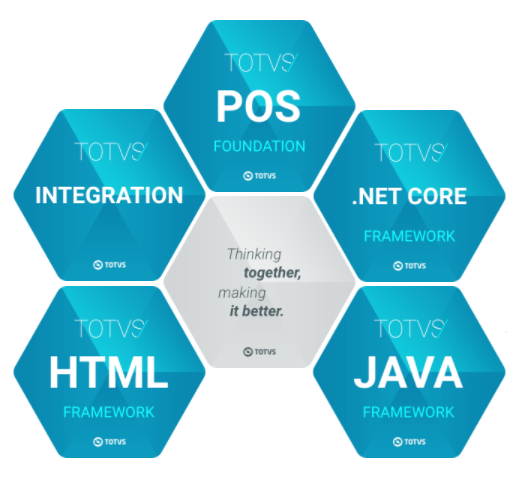 TOTVS
POS
FOUNDATION
TOTVS
TOTVS
INTEGRATION
TOTVS
TOTVS
.NET CORE
FRAMEWORK
TOTVS
Thinking
together,
making
it better.
TOTVS
TOTVS
HTML
FRAMEWORK
TOTVS
TOTVS
JAVA
FRAMEWORK
TOTVS